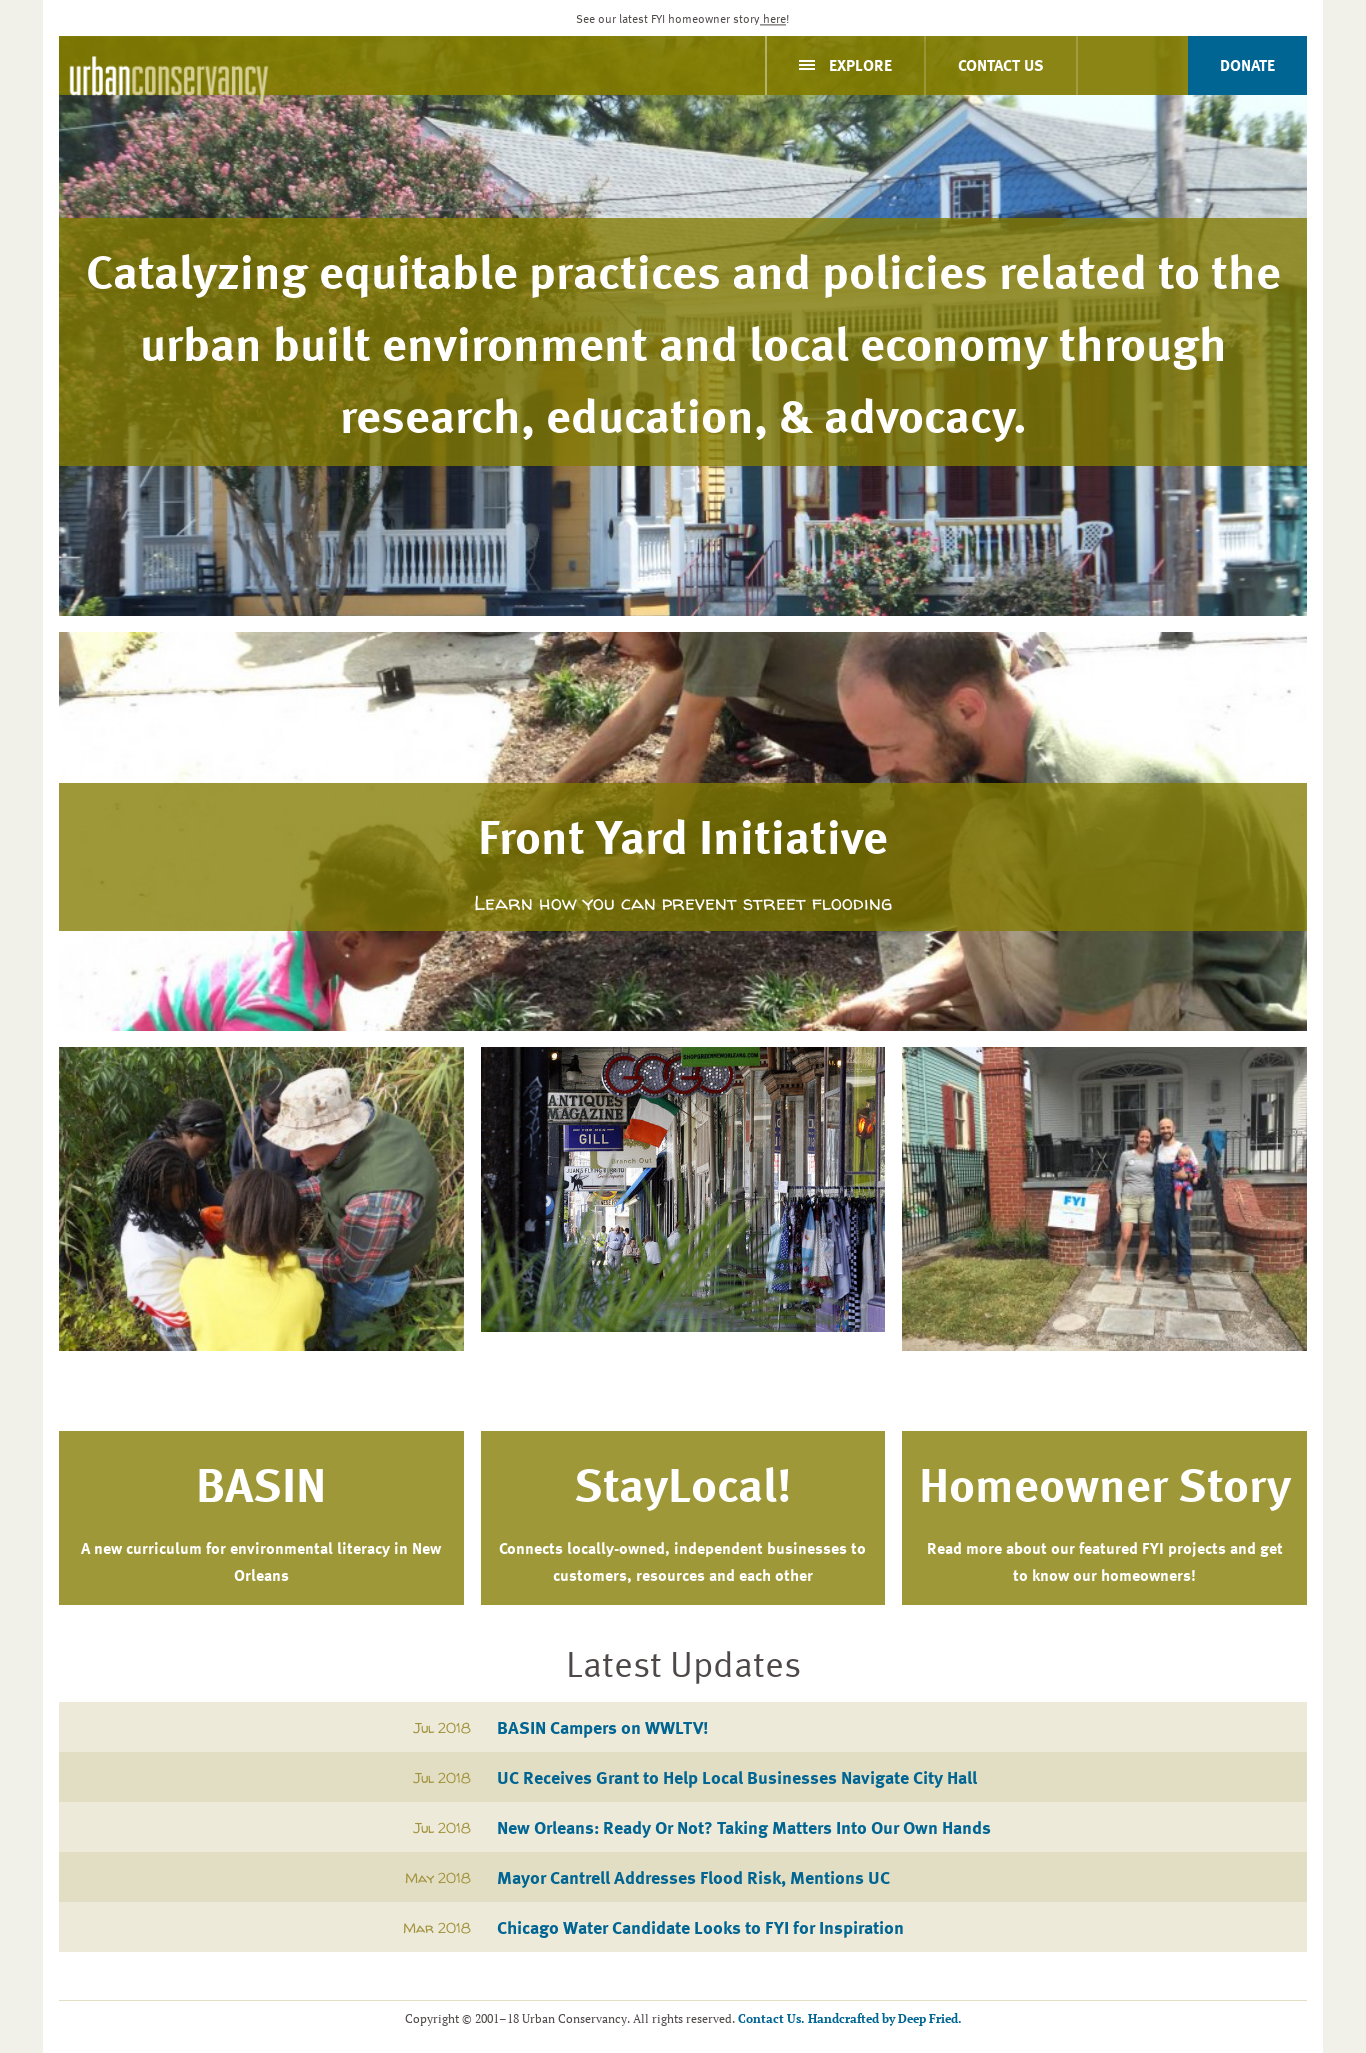 See our latest FYI homeowner story here!
urbanconservancy
EXPLORE
CONTACT US
DONATE
Catalyzing equitable practices and policies related to the
urban built environment and local economy through
research, education, & advocacy.
Front Yard Initiative
Learn how you can prevent street flooding
SHOPGREENNEWORLEANS.COM
ANTIQUES
MAGAZINE
GILL
Branch Out
FYI
BASIN
A new curriculum for environmental literacy in New
Orleans
StayLocal!
Connects locally-owned, independent businesses to
customers, resources and each other
Homeowner Story
Read more about our featured FYI projects and get
to know our homeowners!
Latest Updates
Jul 2018 BASIN Campers on WWLTV!
Jul 2018 UC Receives Grant to Help Local Businesses Navigate City Hall
Jul 2018 New Orleans: Ready Or Not? Taking Matters Into Our Own Hands
May 2018 Mayor Cantrell Addresses Flood Risk, Mentions UC
Mar 2018 Chicago Water Candidate Looks to FYI for Inspiration
Copyright © 2001–18 Urban Conservancy. All rights reserved. Contact Us. Handcrafted by Deep Fried.